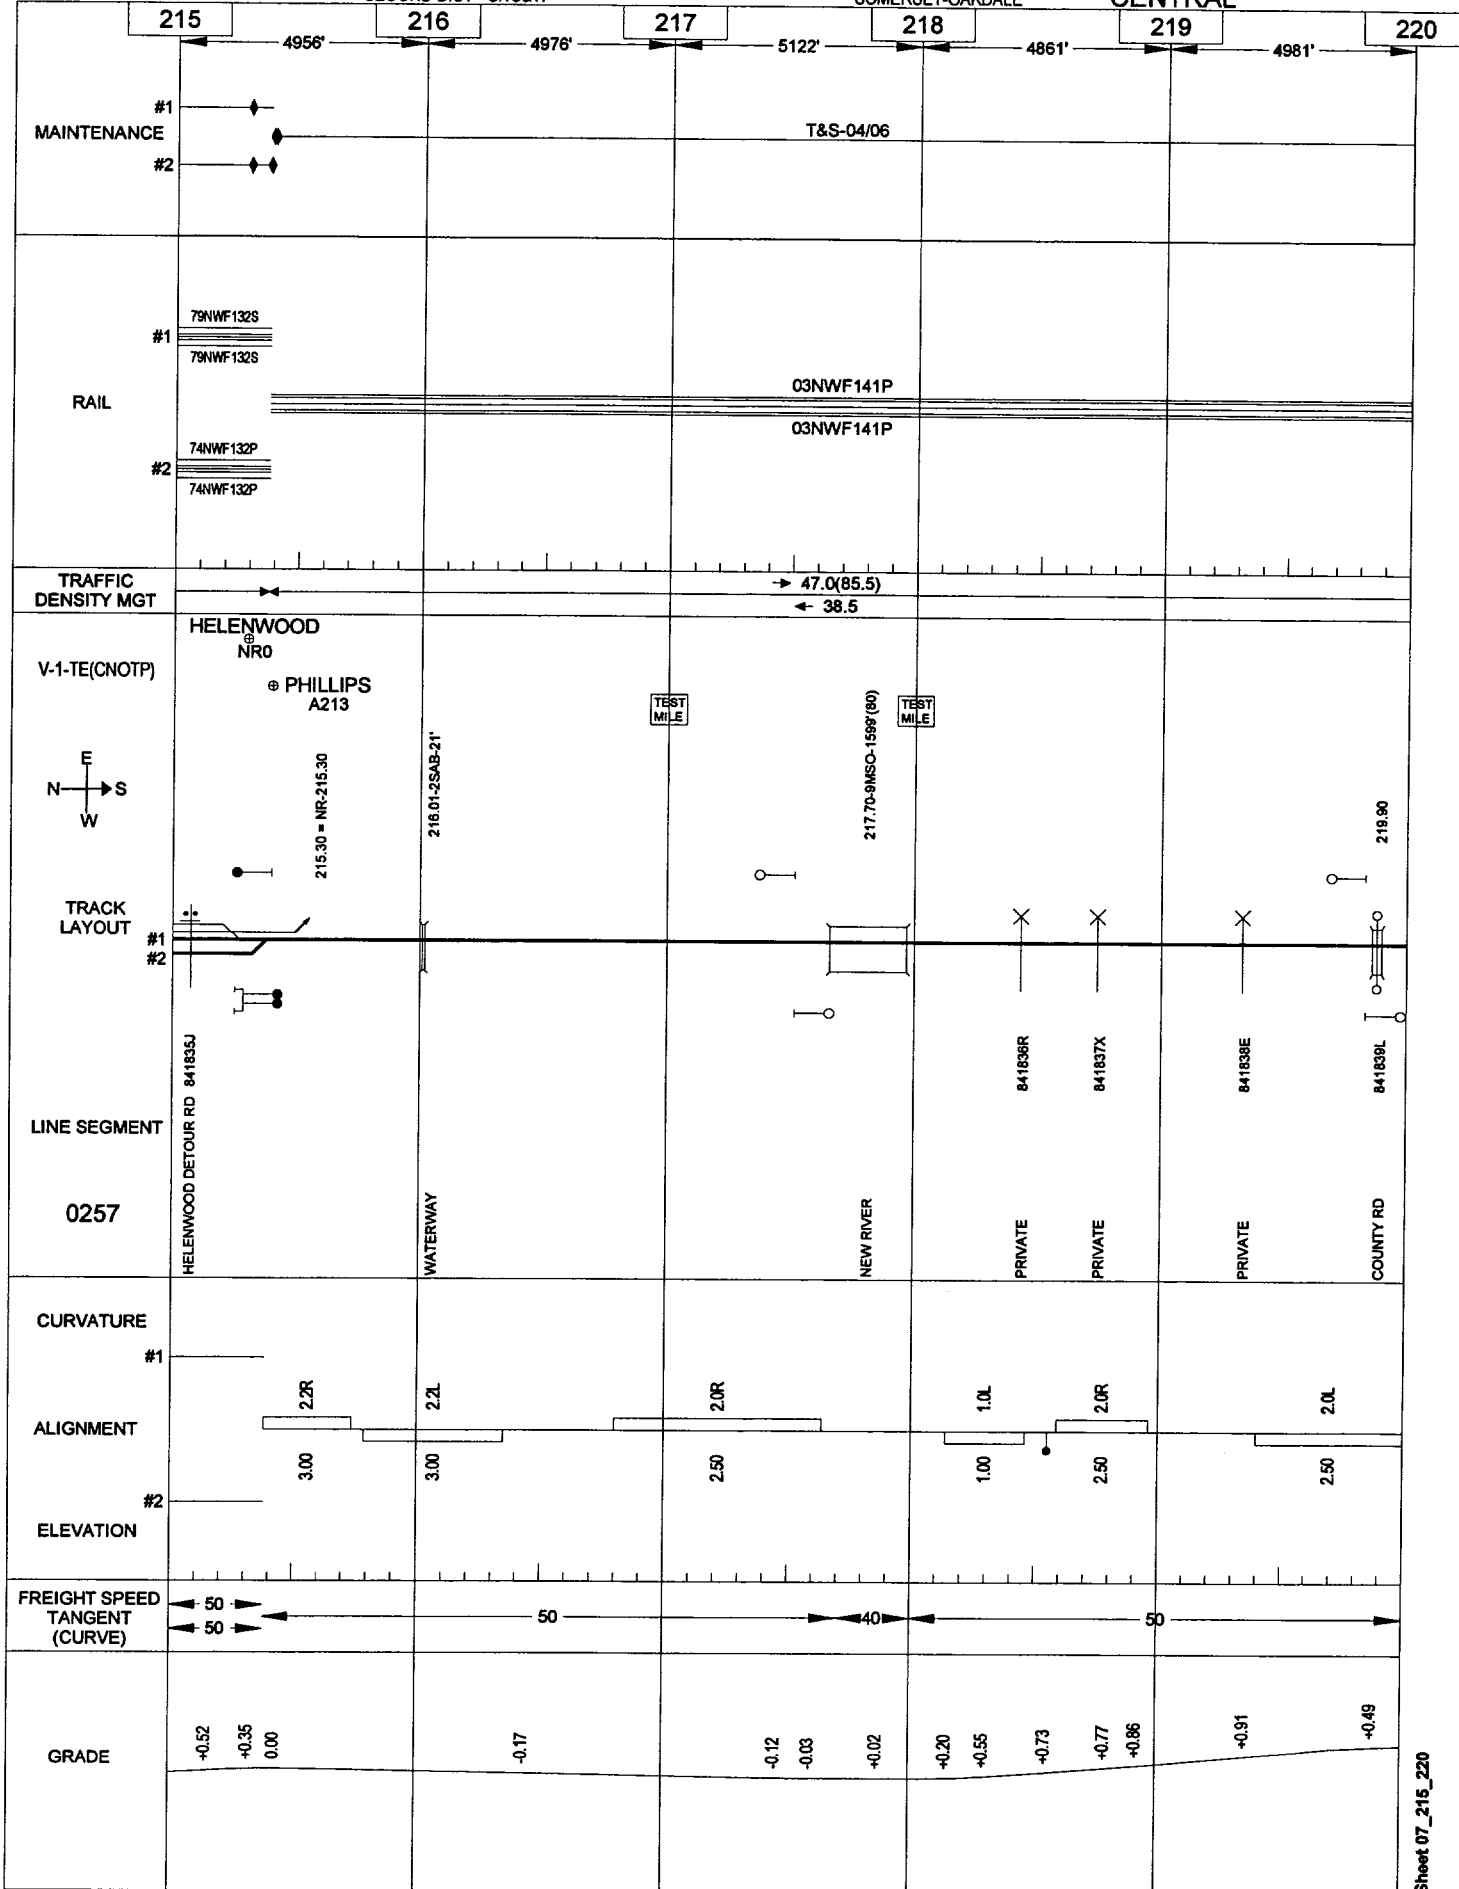 CENTRAL
215 216 217 218 219 220
4956' 4976' 5122' 4861' 4981'
#1
MAINTENANCE
T&S-04/06
#2
79NWF132S
#1
79NWF132S
03NWF141P
RAIL
03NWF141P
74NWF132P
#2
74NWF132P
TRAFFIC
DENSITY MGT
47.0(85.5)
38.5
HELENWOOD
NR0
V-1-TE(CNOTP)
PHILLIPS
A213
TEST
MILE
TEST
MILE
E
N S
W
215.30 = NR-215.30
216.01-2SAB-21'
217.70-9MSO-1599'(80)
219.90
TRACK
LAYOUT
#1
#2
HELENWOOD DETOUR RD 841835J
841836R
841837X
841838E
841839L
LINE SEGMENT
0257
WATERWAY
NEW RIVER
PRIVATE
PRIVATE
PRIVATE
COUNTY RD
CURVATURE
#1
2.2R 2.2L 2.0R 1.0L 2.0R 2.0L
ALIGNMENT
3.00 3.00 2.50 1.00 2.50 2.50
#2
ELEVATION
FREIGHT SPEED
TANGENT
(CURVE)
50
50
50 40 50
GRADE
+0.52 +0.35 0.00 -0.17 -0.12 -0.03 +0.02 +0.20 +0.55 +0.73 +0.77 +0.86 +0.91 +0.49
Sheet 07_215_220